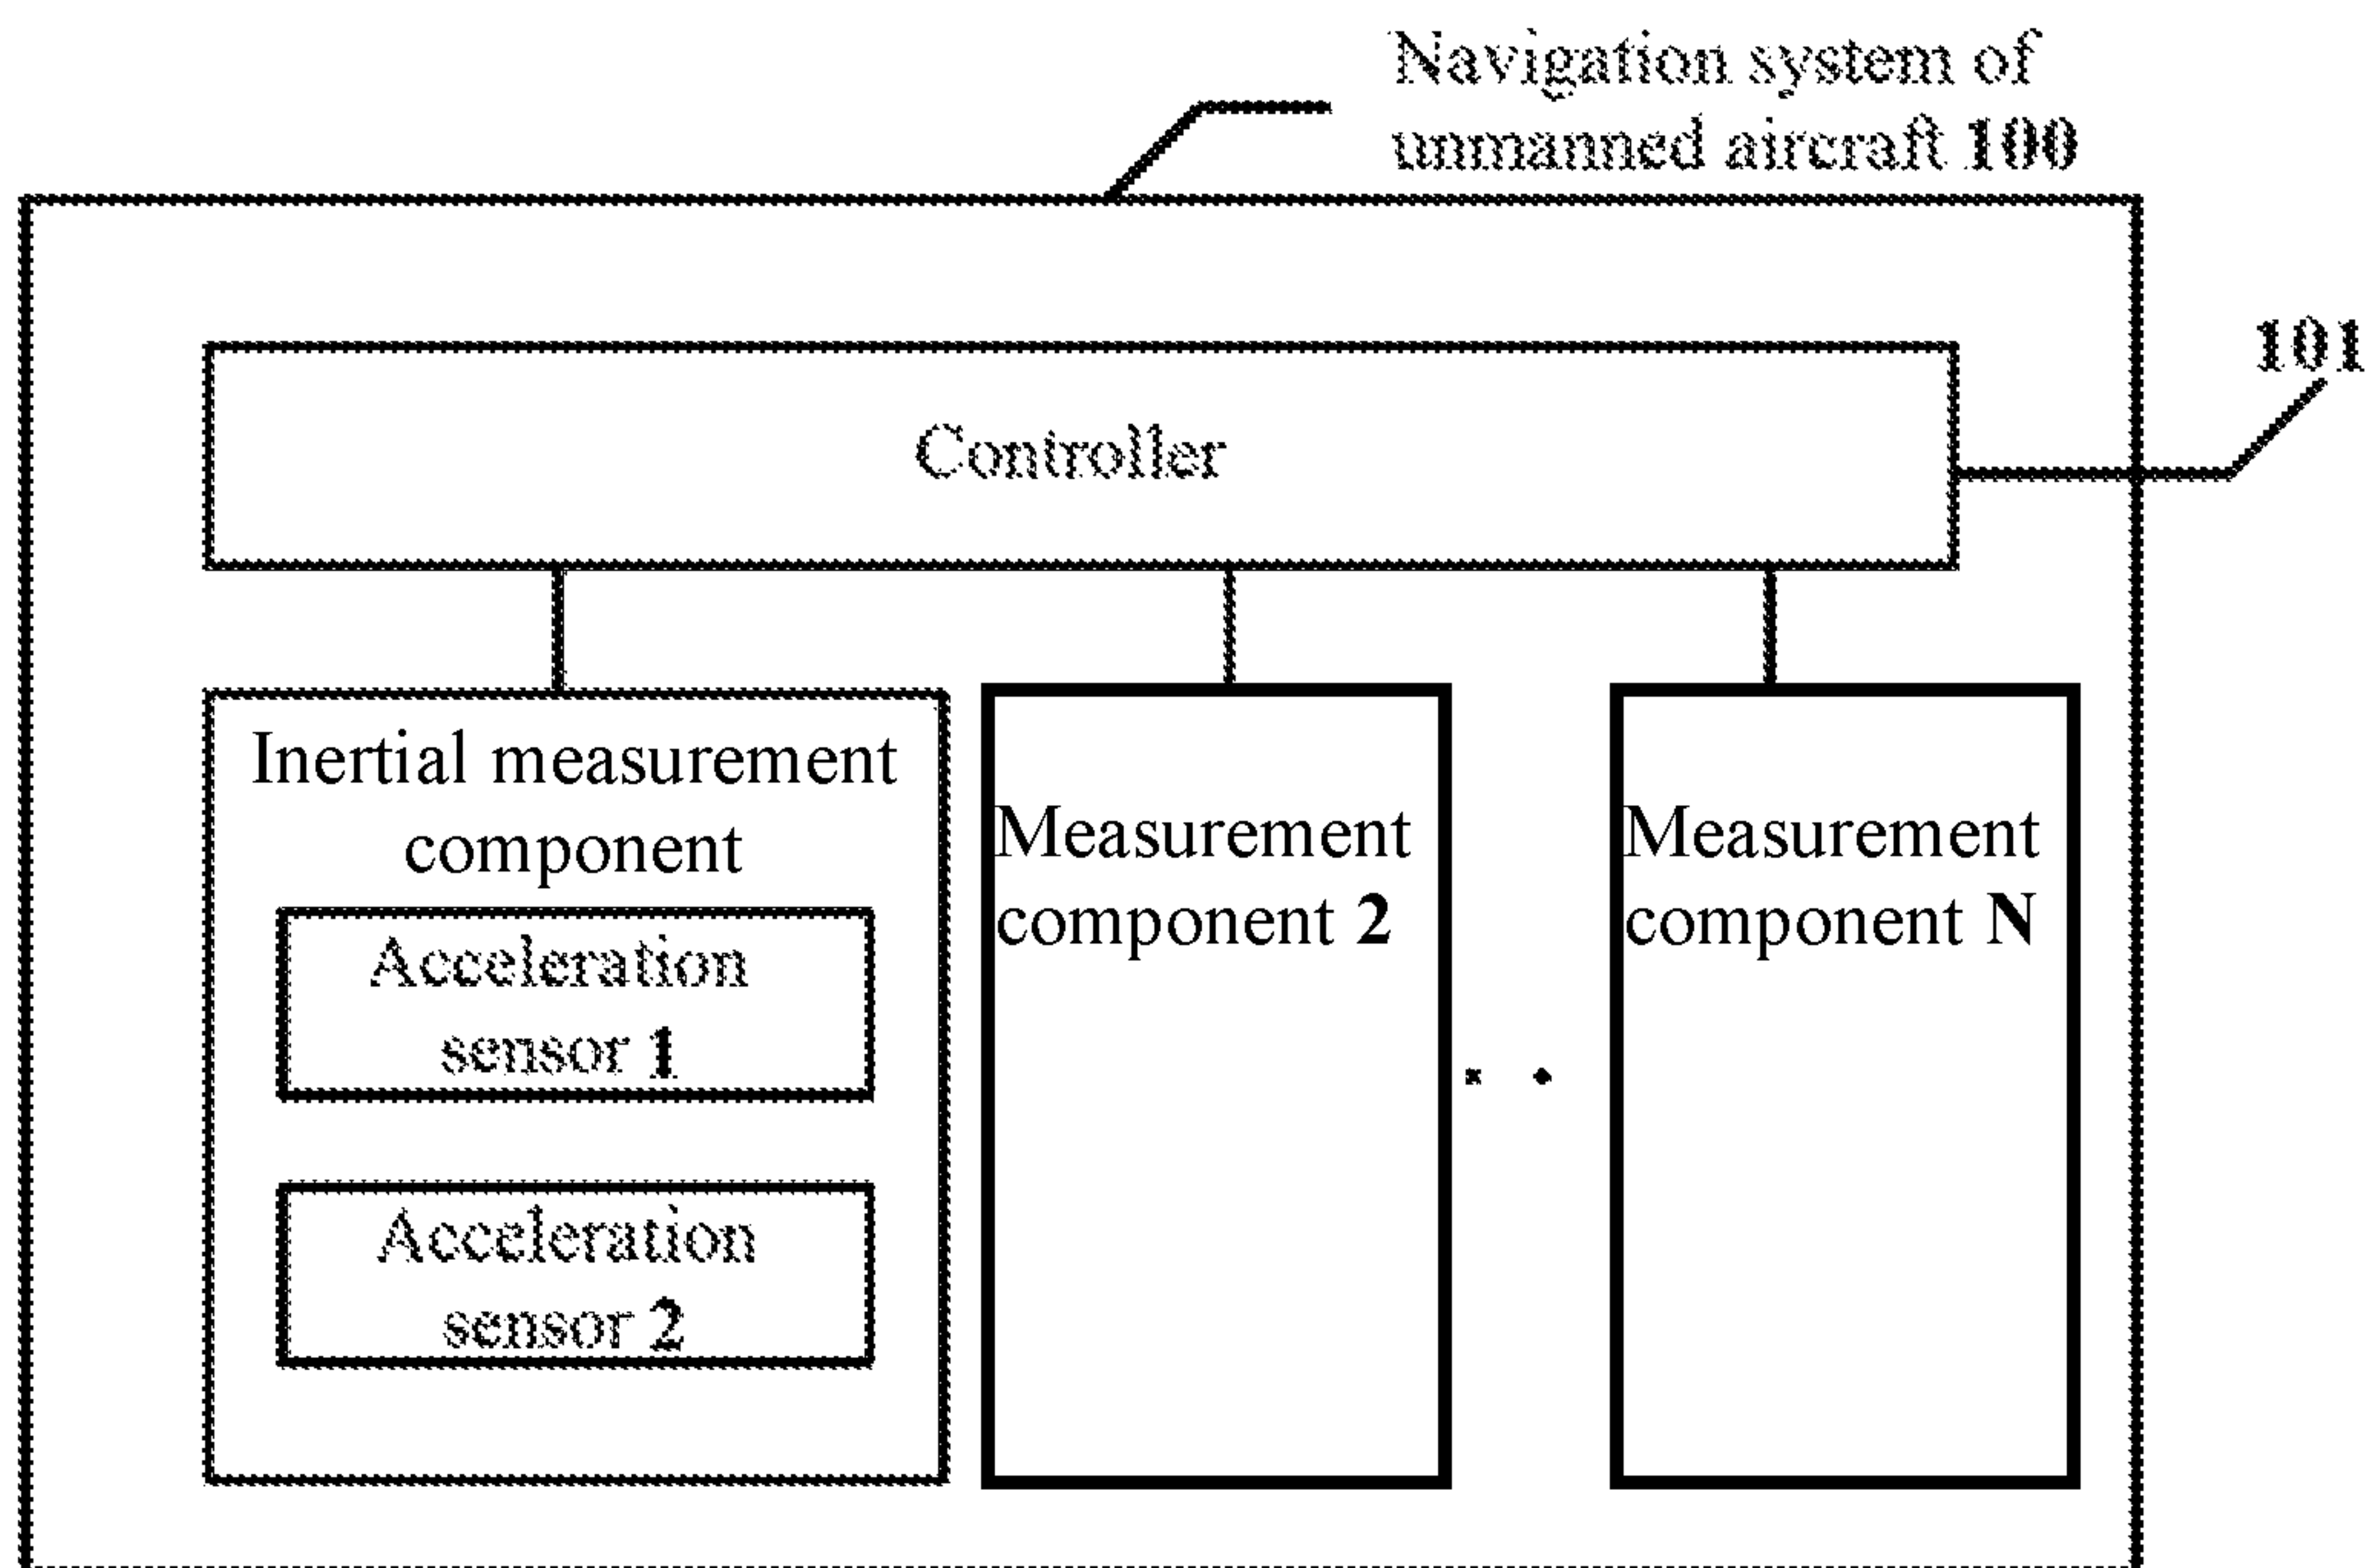 Navigation system of
unmanned aircraft 100
101
Controller
Inertial measurement
component
Acceleration
sensor 1
Acceleration
sensor 2
Measurement
component 2
. .
Measurement
component N